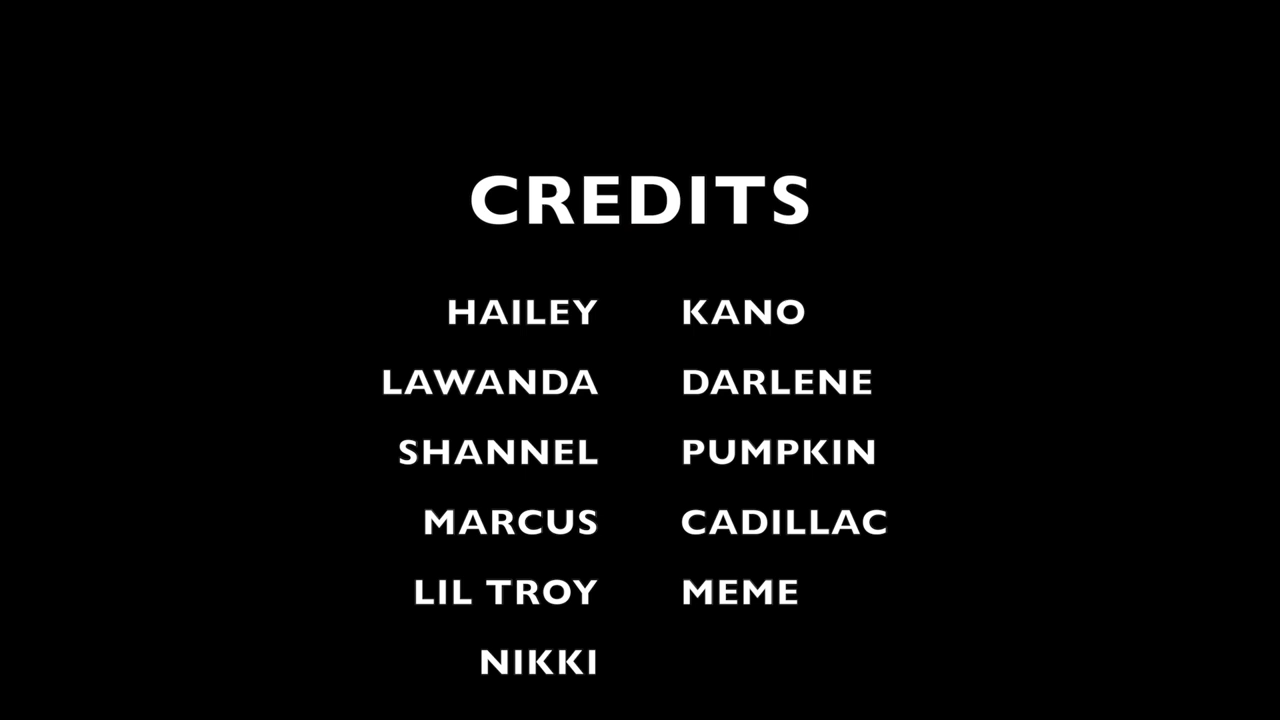 CREDITS
HAILEY KANO
LAWANDA DARLENE
SHANNEL PUMPKIN
MARCUS CADILLAC
LIL TROY MEME
NIKKI